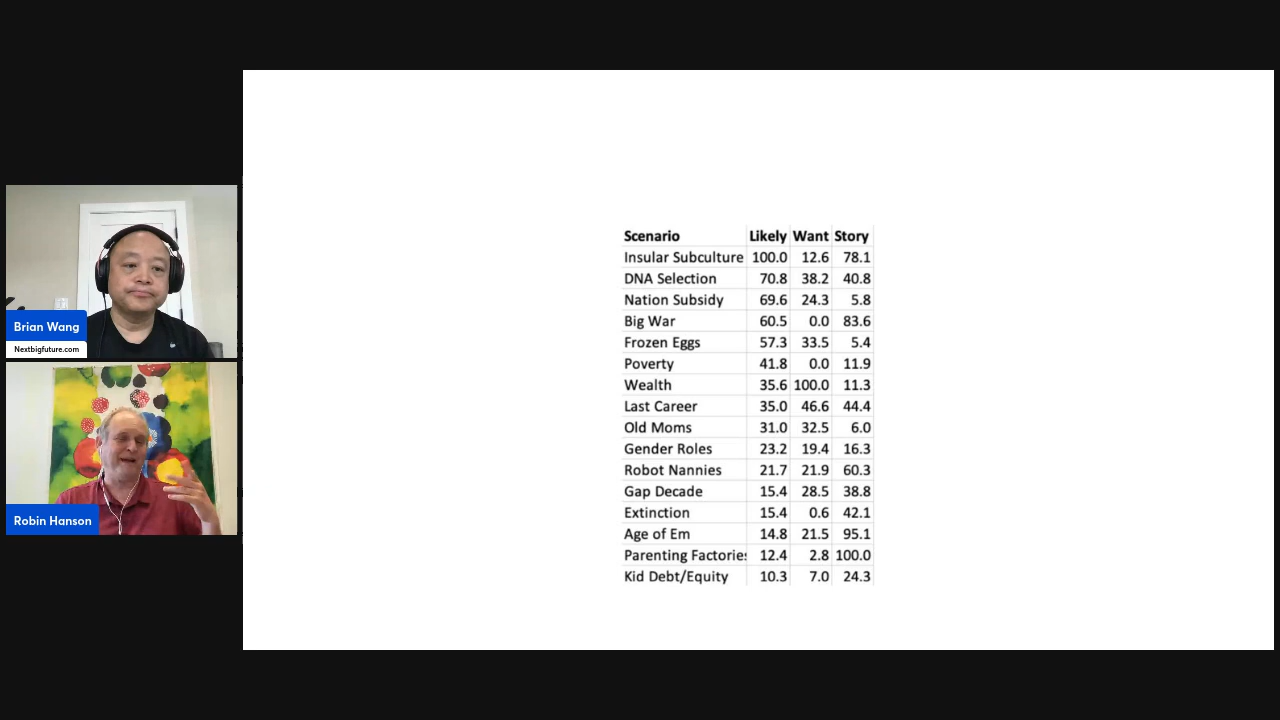 Brian Wang
Nextbigfuture.com
Robin Hanson
Scenario Likely Want Story
Insular Subculture 100.0 12.6 78.1
DNA Selection 70.8 38.2 40.8
Nation Subsidy 69.6 24.3 5.8
Big War 60.5 0.0 83.6
Frozen Eggs 57.3 33.5 5.4
Poverty 41.8 0.0 11.9
Wealth 35.6 100.0 11.3
Last Career 35.0 46.6 44.4
Old Moms 31.0 32.5 6.0
Gender Roles 23.2 19.4 16.3
Robot Nannies 21.7 21.9 60.3
Gap Decade 15.4 28.5 38.8
Extinction 15.4 0.6 42.1
Age of Em 14.8 21.5 95.1
Parenting Factories 12.4 2.8 100.0
Kid Debt/Equity 10.3 7.0 24.3